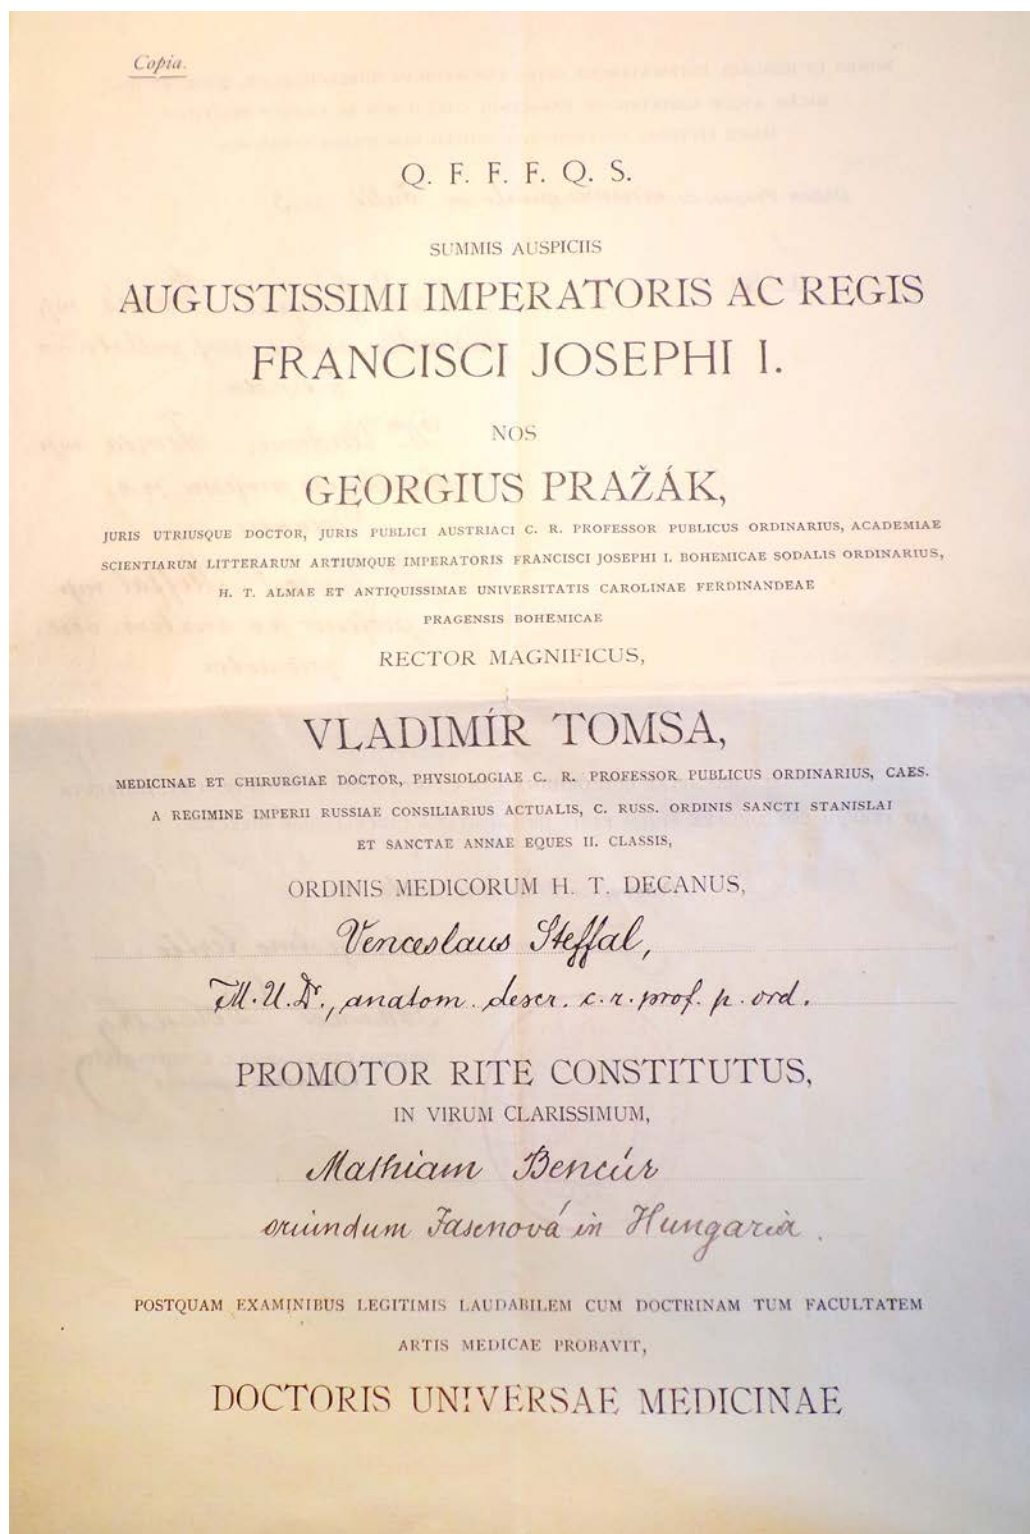 Copia.
Q. F. F. F. Q. S.
SUMMIS AUSPICIIS
AUGUSTISSIMI IMPERATORIS AC REGIS
FRANCISCI JOSEPHI I.
NOS
GEORGIUS PRAŽÁK,
JURIS UTRIUSQUE DOCTOR, JURIS PUBLICI AUSTRIACI C. R. PROFESSOR PUBLICUS ORDINARIUS, ACADEMIAE
SCIENTIARUM LITTERARUM ARTIUMQUE IMPERATORIS FRANCISCI JOSEPHI I. BOHEMICAE SODALIS ORDINARIUS,
H. T. ALMAE ET ANTIQUISSIMAE UNIVERSITATIS CAROLINAE FERDINANDEAE
PRAGENSIS BOHEMICAE
RECTOR MAGNIFICUS,
VLADIMÍR TOMSA,
MEDICINAE ET CHIRURGIAE DOCTOR, PHYSIOLOGIAE C. R. PROFESSOR PUBLICUS ORDINARIUS, CAES.
A REGIMINE IMPERII RUSSIAE CONSILIARIUS ACTUALIS, C. RUSS. ORDINIS SANCTI STANISLAI
ET SANCTAE ANNAE EQUES II. CLASSIS,
ORDINIS MEDICORUM H. T. DECANUS,
Venceslaus Steffal,
M. U. Dr., anatom. descr. c. r. prof. p. ord.
PROMOTOR RITE CONSTITUTUS,
IN VIRUM CLARISSIMUM,
Mathiam Bencúr
oriundum Jasenová in Hungaria.
POSTQUAM EXAMINIBUS LEGITIMIS LAUDABILEM CUM DOCTRINAM TUM FACULTATEM
ARTIS MEDICAE PROBAVIT,
DOCTORIS UNIVERSAE MEDICINAE